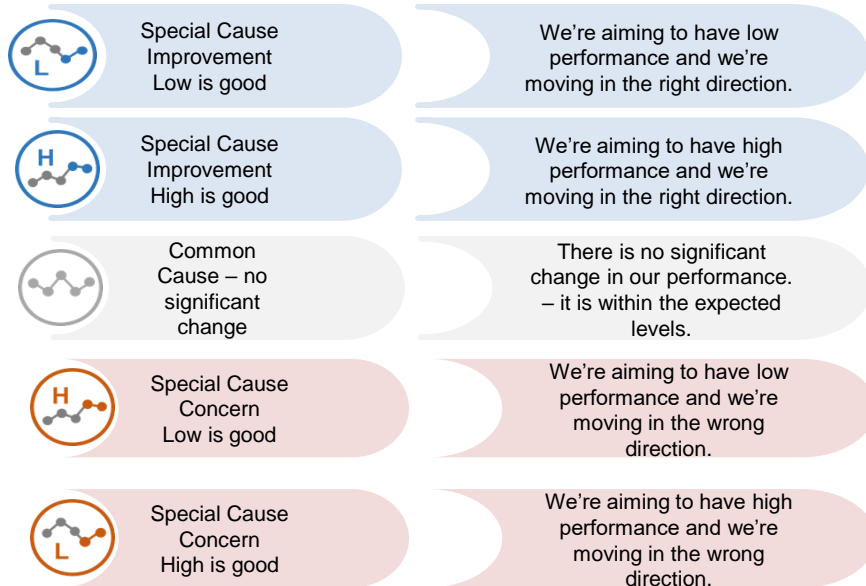 L
Special Cause
Improvement
Low is good
We’re aiming to have low
performance and we’re
moving in the right direction.
H
Special Cause
Improvement
High is good
We’re aiming to have high
performance and we’re
moving in the right direction.
Common
Cause – no
significant
change
There is no significant
change in our performance.
– it is within the expected
levels.
H
Special Cause
Concern
Low is good
We’re aiming to have low
performance and we’re
moving in the wrong
direction.
L
Special Cause
Concern
High is good
We’re aiming to have high
performance and we’re
moving in the wrong
direction.